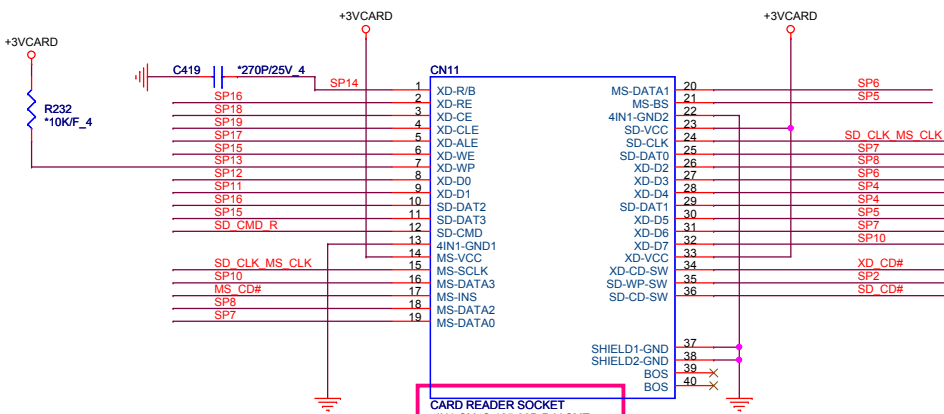 +3VCARD
+3VCARD
+3VCARD
C419 *270P/25V_4
CN11
R232
*10K/F_4
SP14 1 XD-R/B
SP16 2 XD-RE
SP18 3 XD-CE
SP19 4 XD-CLE
SP17 5 XD-ALE
SP15 6 XD-WE
SP13 7 XD-WP
SP12 8 XD-D0
SP11 9 XD-D1
SP16 10 SD-DAT2
SP15 11 SD-DAT3
SD_CMD_R 12 SD-CMD
13 4IN1-GND1
14 MS-VCC
SD_CLK_MS_CLK 15 MS-SCLK
SP10 16 MS-DATA3
MS_CD# 17 MS-INS
SP8 18 MS-DATA2
SP7 19 MS-DATA0
MS-DATA1 20 SP6
MS-BS 21 SP5
4IN1-GND2 22
SD-VCC 23
SD-CLK 24 SD_CLK_MS_CLK
SD-DAT0 25 SP7
XD-D2 26 SP8
XD-D3 27 SP6
XD-D4 28 SP4
SD-DAT1 29 SP4
XD-D5 30 SP5
XD-D6 31 SP7
XD-D7 32 SP10
XD-VCC 33
XD-CD-SW 34 XD_CD#
SD-WP-SW 35 SP2
SD-CD-SW 36 SD_CD#
SHIELD1-GND 37
SHIELD2-GND 38
BOS 39
BOS 40
CARD READER SOCKET